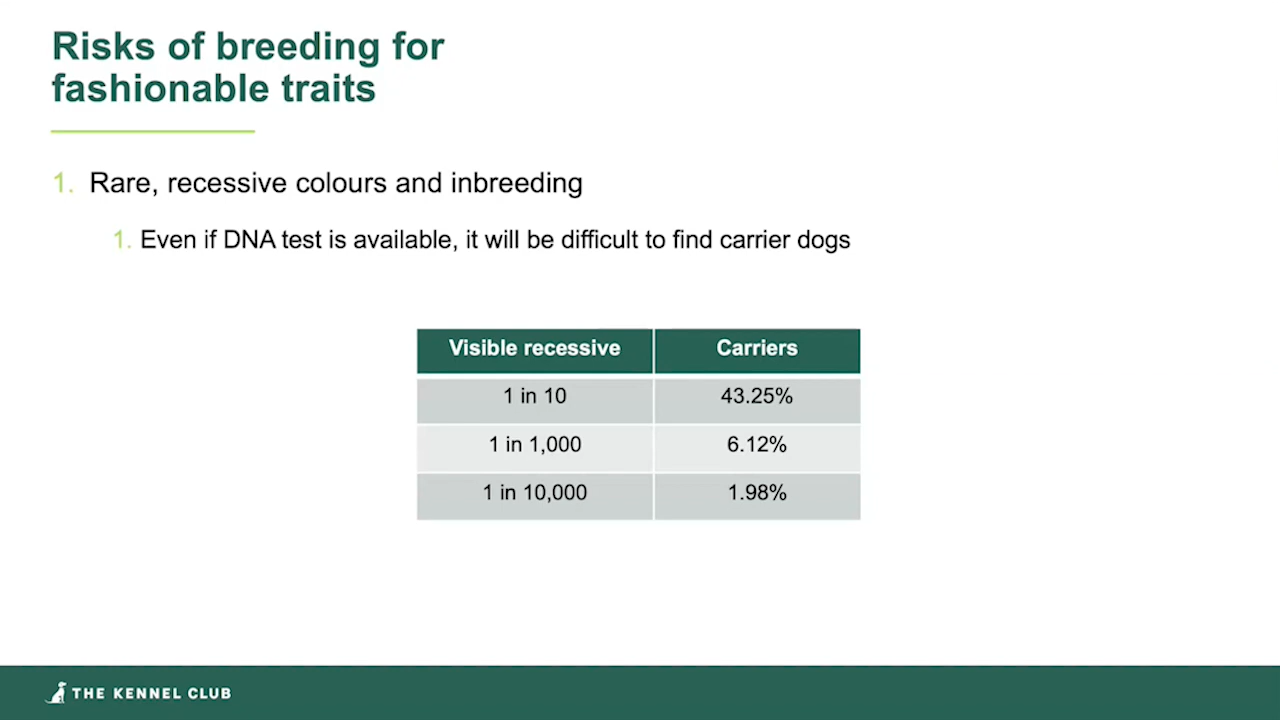 Risks of breeding for
fashionable traits
1. Rare, recessive colours and inbreeding
1. Even if DNA test is available, it will be difficult to find carrier dogs
Visible recessive Carriers
1 in 10 43.25%
1 in 1,000 6.12%
1 in 10,000 1.98%
THE KENNEL CLUB